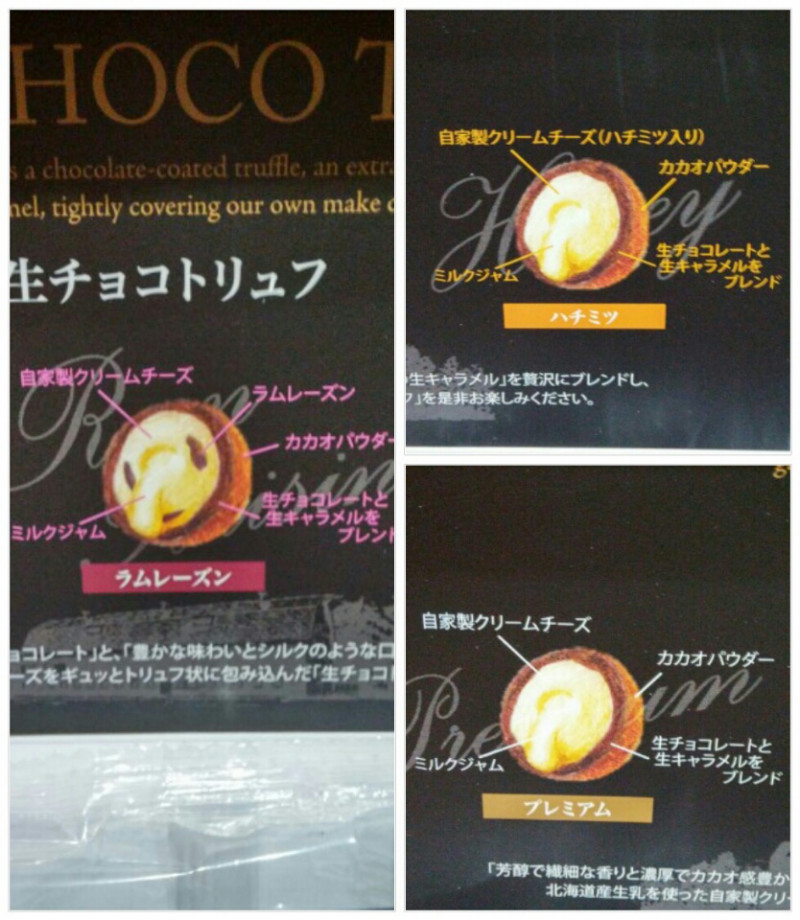 HOCO T
s a chocolate-coated truffle, an extra
nel, tightly covering our own make c
生チョコトリュフ
Rum Raisin
自家製クリームチーズ
ラムレーズン
カカオパウダー
生チョコレートと
生キャラメルを
ブレンド
ミルクジャム
ラムレーズン
ョコレート」と、「豊かな味わいとシルクのような口
ーズをギュッとトリュフ状に包み込んだ「生チョコ
Honey
自家製クリームチーズ(ハチミツ入り)
カカオパウダー
生チョコレートと
生キャラメルを
ブレンド
ミルクジャム
ハチミツ
生キャラメル」を贅沢にブレンドし、
フ」を是非お楽しみください。
Premium
自家製クリームチーズ
カカオパウダー
生チョコレートと
生キャラメルを
ブレンド
ミルクジャム
プレミアム
「芳醇で繊細な香りと濃厚でカカオ感豊か
北海道産生乳を使った自家製クリー